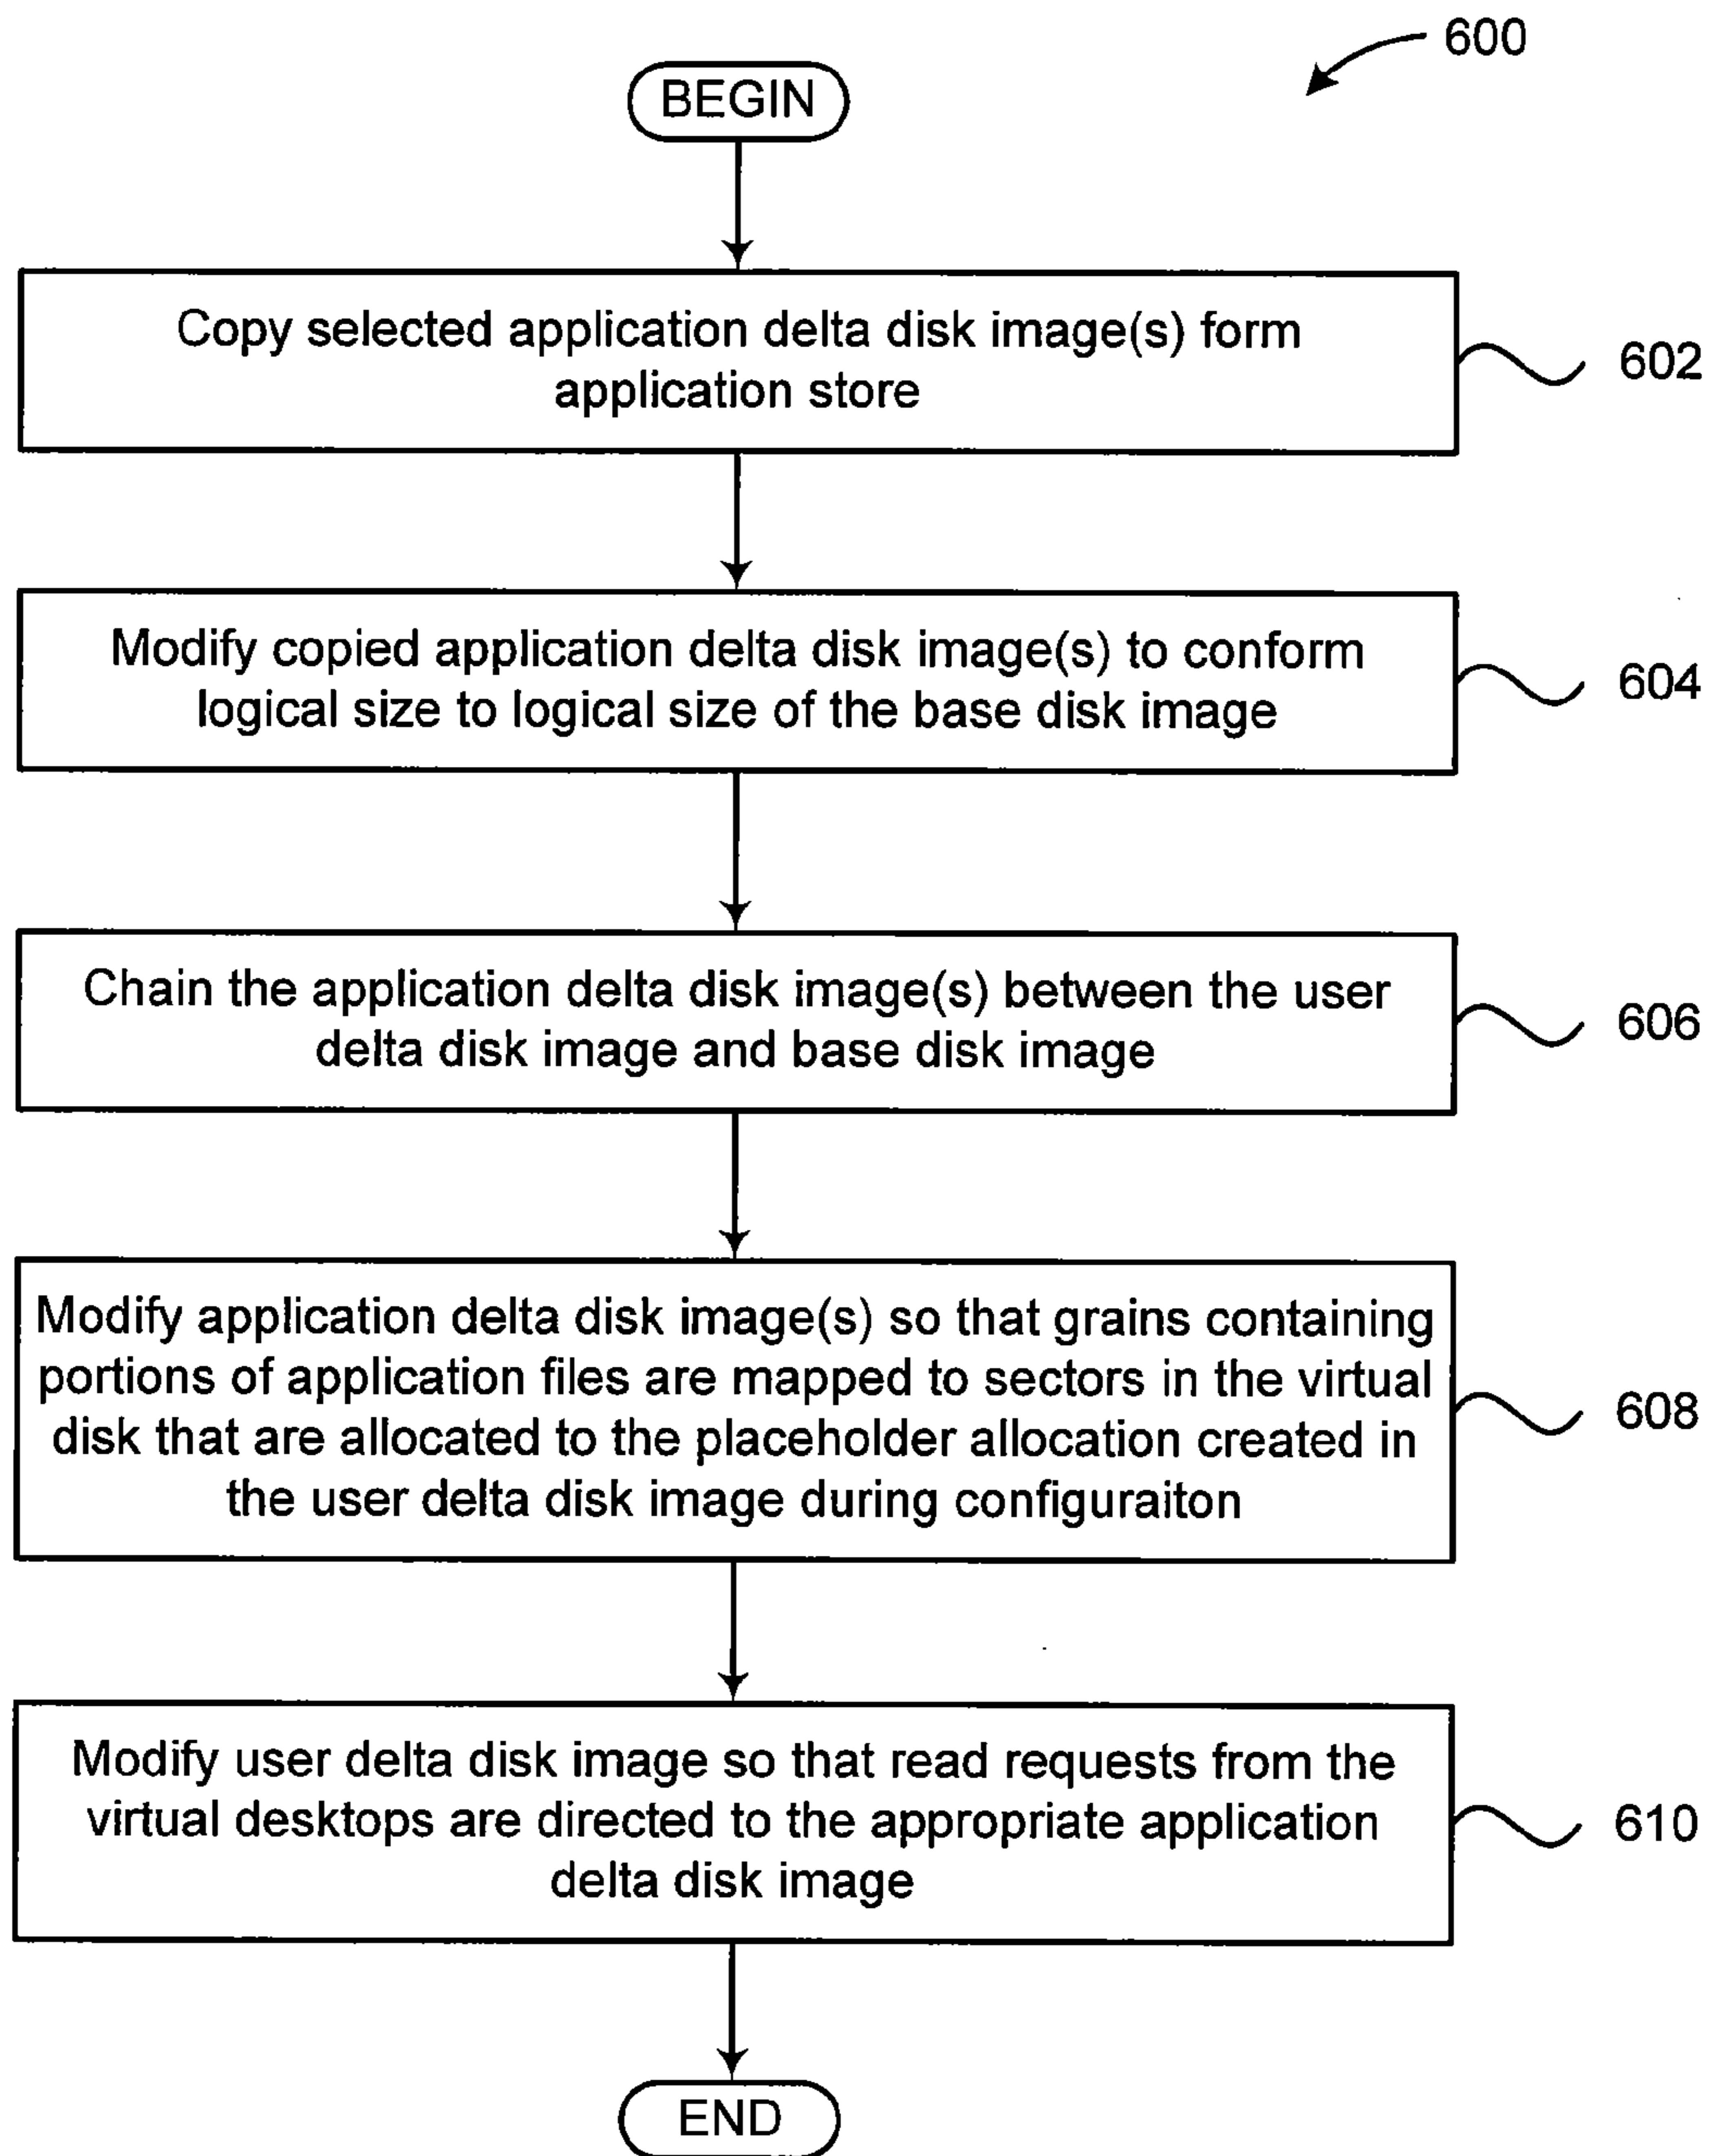 600
BEGIN
Copy selected application delta disk image(s) form
application store
602
Modify copied application delta disk image(s) to conform
logical size to logical size of the base disk image
604
Chain the application delta disk image(s) between the user
delta disk image and base disk image
606
Modify application delta disk image(s) so that grains containing
portions of application files are mapped to sectors in the virtual
disk that are allocated to the placeholder allocation created in
the user delta disk image during configuraiton
608
Modify user delta disk image so that read requests from the
virtual desktops are directed to the appropriate application
delta disk image
610
END